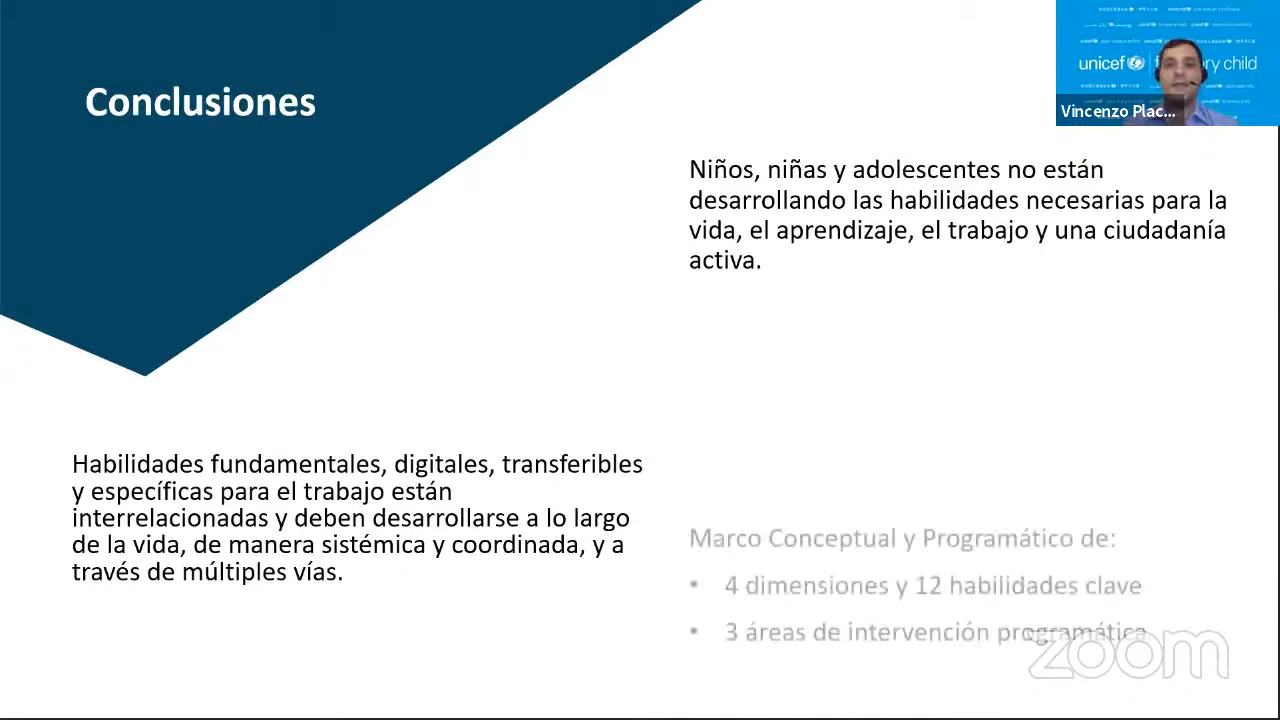 Conclusiones
unicef
for every child
Vincenzo Plac...
Niños, niñas y adolescentes no están
desarrollando las habilidades necesarias para la
vida, el aprendizaje, el trabajo y una ciudadanía
activa.
Habilidades fundamentales, digitales, transferibles
y específicas para el trabajo están
interrelacionadas y deben desarrollarse a lo largo
de la vida, de manera sistémica y coordinada, y a
través de múltiples vías.
Marco Conceptual y Programático de:
• 4 dimensiones y 12 habilidades clave
• 3 áreas de intervención programática
zoom